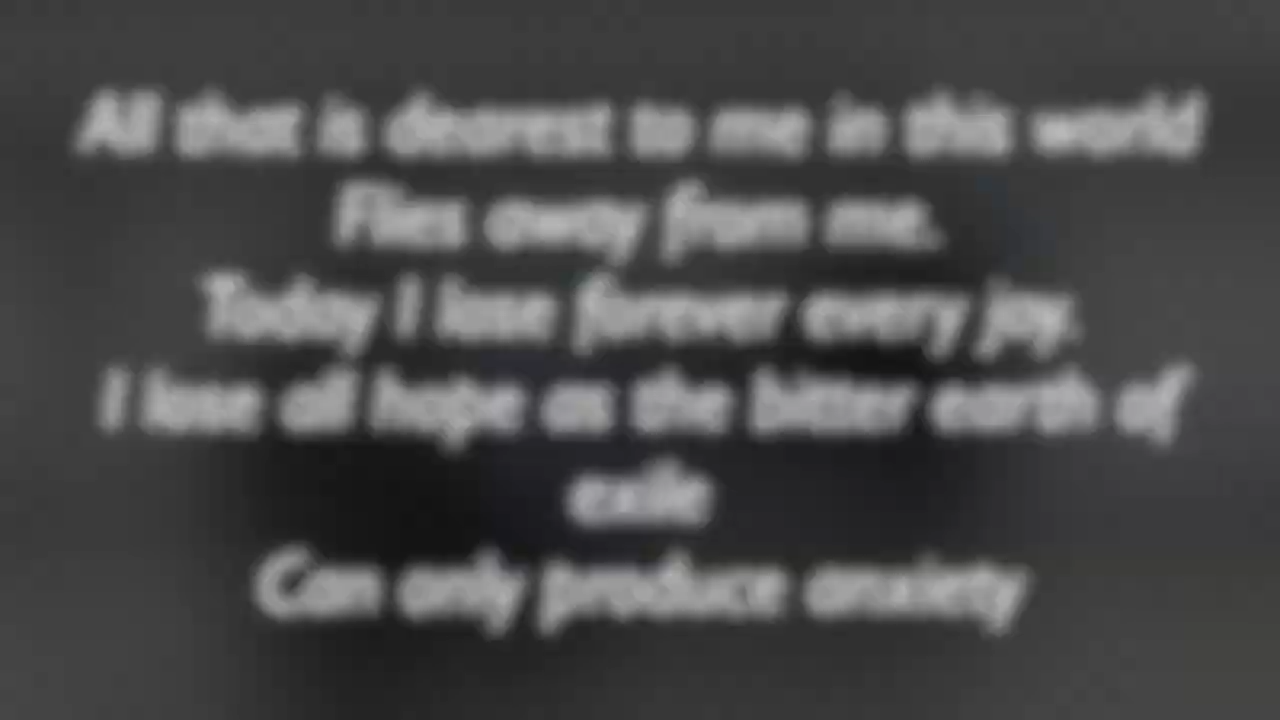 All that is dearest to me in this world
Flies away from me.
Today I lose forever every joy.
I lose all hope as the bitter earth of
exile
Can only produce anxiety